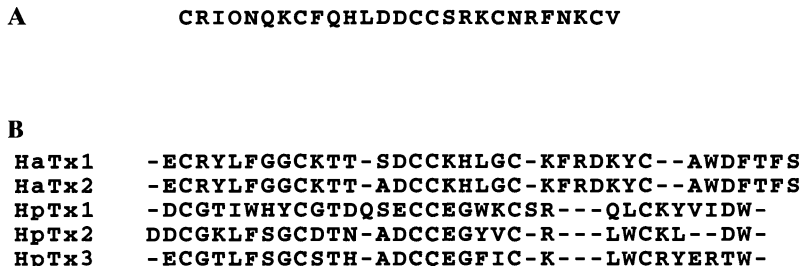 A CRIONQKCFQHLDDCCSRKCNRFNKCV
B
HaTx1 -ECRYLFGGCKTT-SDCCKHLGC-KFRDKYC--AWDFTFS
HaTx2 -ECRYLFGGCKTT-ADCCKHLGC-KFRDKYC--AWDFTFS
HpTx1 -DCGTIWHYCGTDQSECCEGWKCSR---QLCKYVIDW-
HpTx2 DDCGKLFSGCDTN-ADCCEGYVC-R---LWCKL--DW-
HpTx3 -ECGTLFSGCSTH-ADCCEGFIC-K---LWCRYERTW-